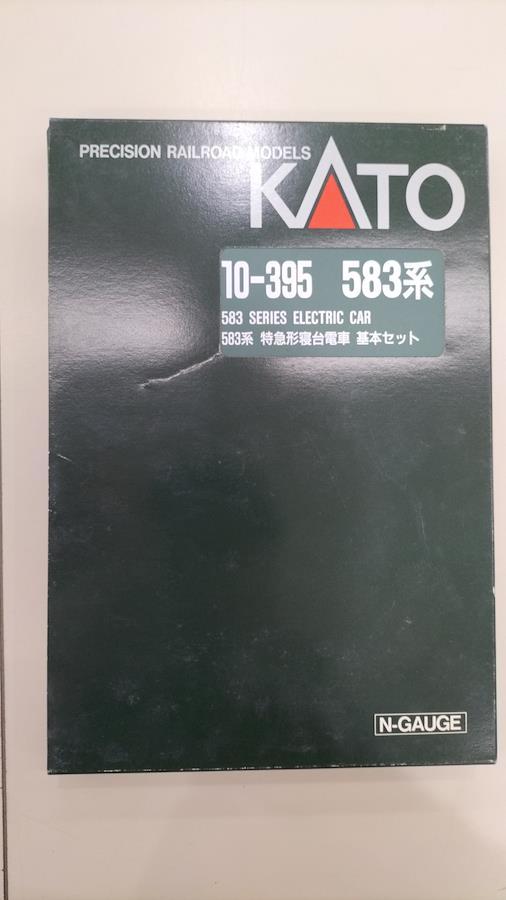 PRECISION RAILROAD MODELS
KATO
10-395 583系
583 SERIES ELECTRIC CAR
583系 特急形寝台電車 基本セット
N-GAUGE